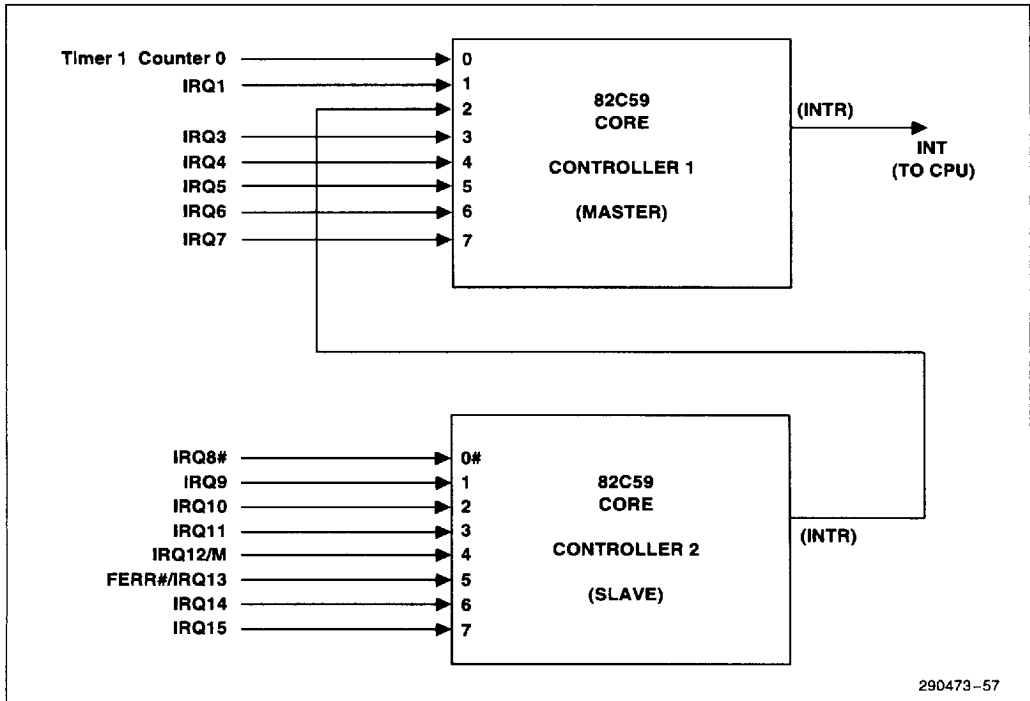 Timer 1 Counter 0
IRQ1
IRQ3
IRQ4
IRQ5
IRQ6
IRQ7
0
1
2
3
4
5
6
7
82C59
CORE
CONTROLLER 1
(MASTER)
(INTR)
INT
(TO CPU)
IRQ8#
IRQ9
IRQ10
IRQ11
IRQ12/M
FERR#/IRQ13
IRQ14
IRQ15
0#
1
2
3
4
5
6
7
82C59
CORE
CONTROLLER 2
(SLAVE)
(INTR)
290473-57